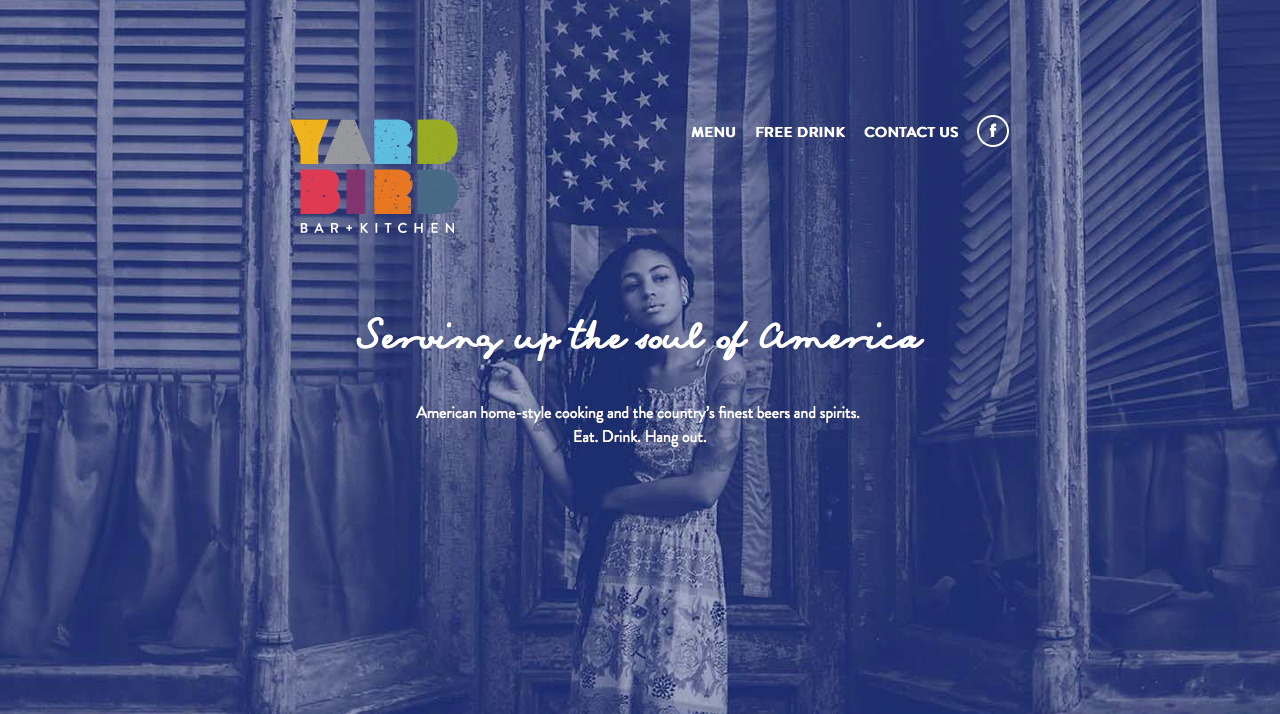 YARD
BIRD
BAR+KITCHEN
MENU FREE DRINK CONTACT US f
Serving up the soul of America
American home-style cooking and the country's finest beers and spirits.
Eat. Drink. Hang out.